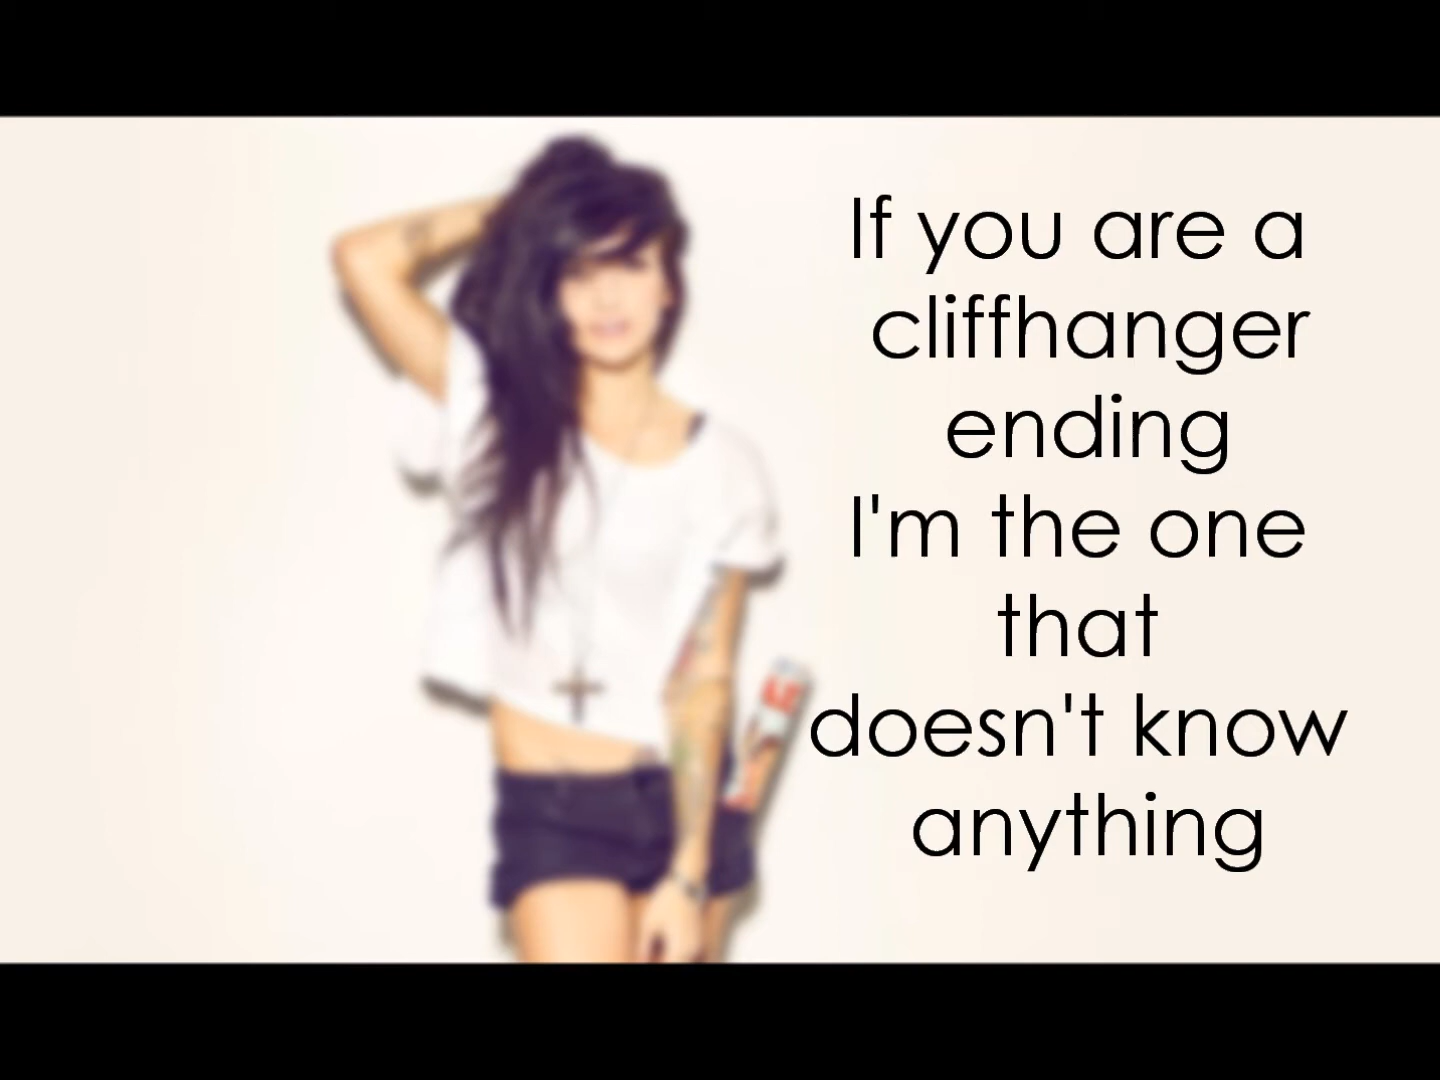 If you are a
cliffhanger
ending
I'm the one
that
doesn't know
anything